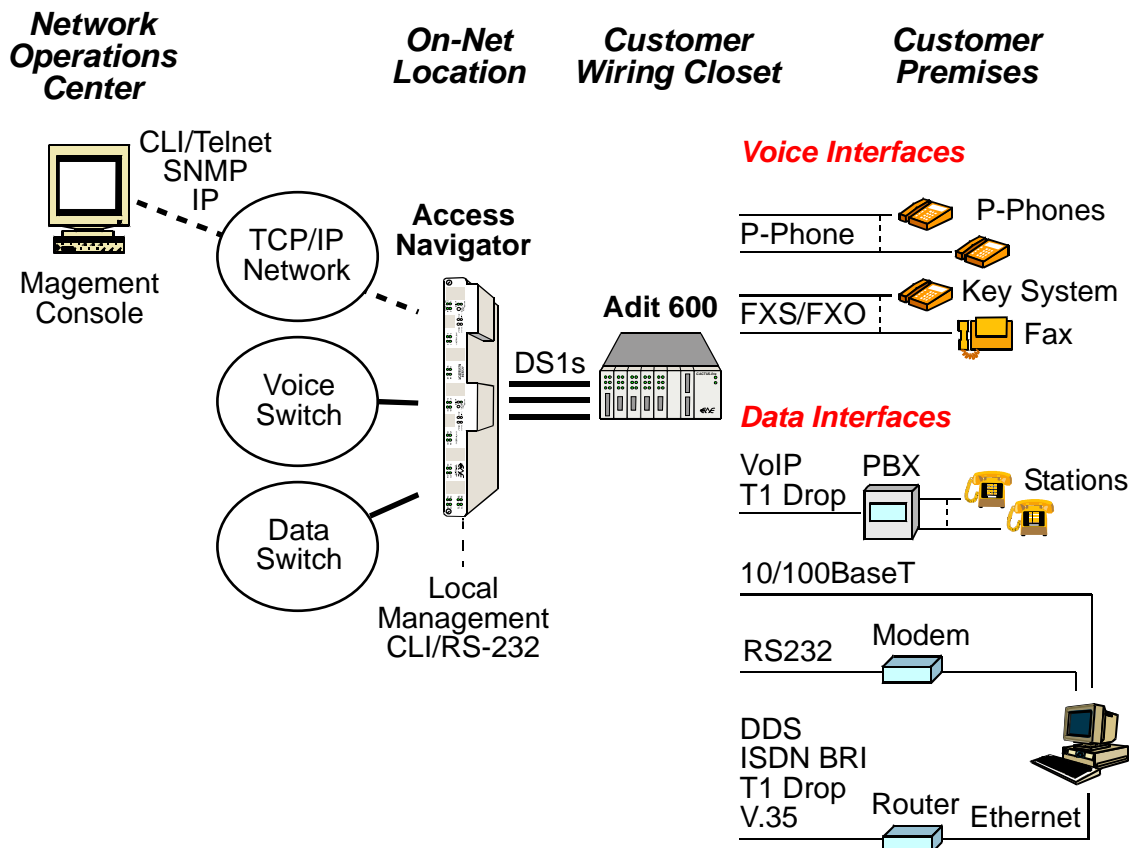 Network
Operations
Center
On-Net
Location
Customer
Wiring Closet
Customer
Premises
CLI/Telnet
SNMP
IP
Magement
Console
TCP/IP
Network
Voice
Switch
Data
Switch
Access
Navigator
Local
Management
CLI/RS-232
DS1s
Adit 600
Voice Interfaces
P-Phone
P-Phones
FXS/FXO
Key System
Fax
Data Interfaces
VoIP
T1 Drop
PBX
Stations
10/100BaseT
RS232
Modem
DDS
ISDN BRI
T1 Drop
V.35
Router
Ethernet